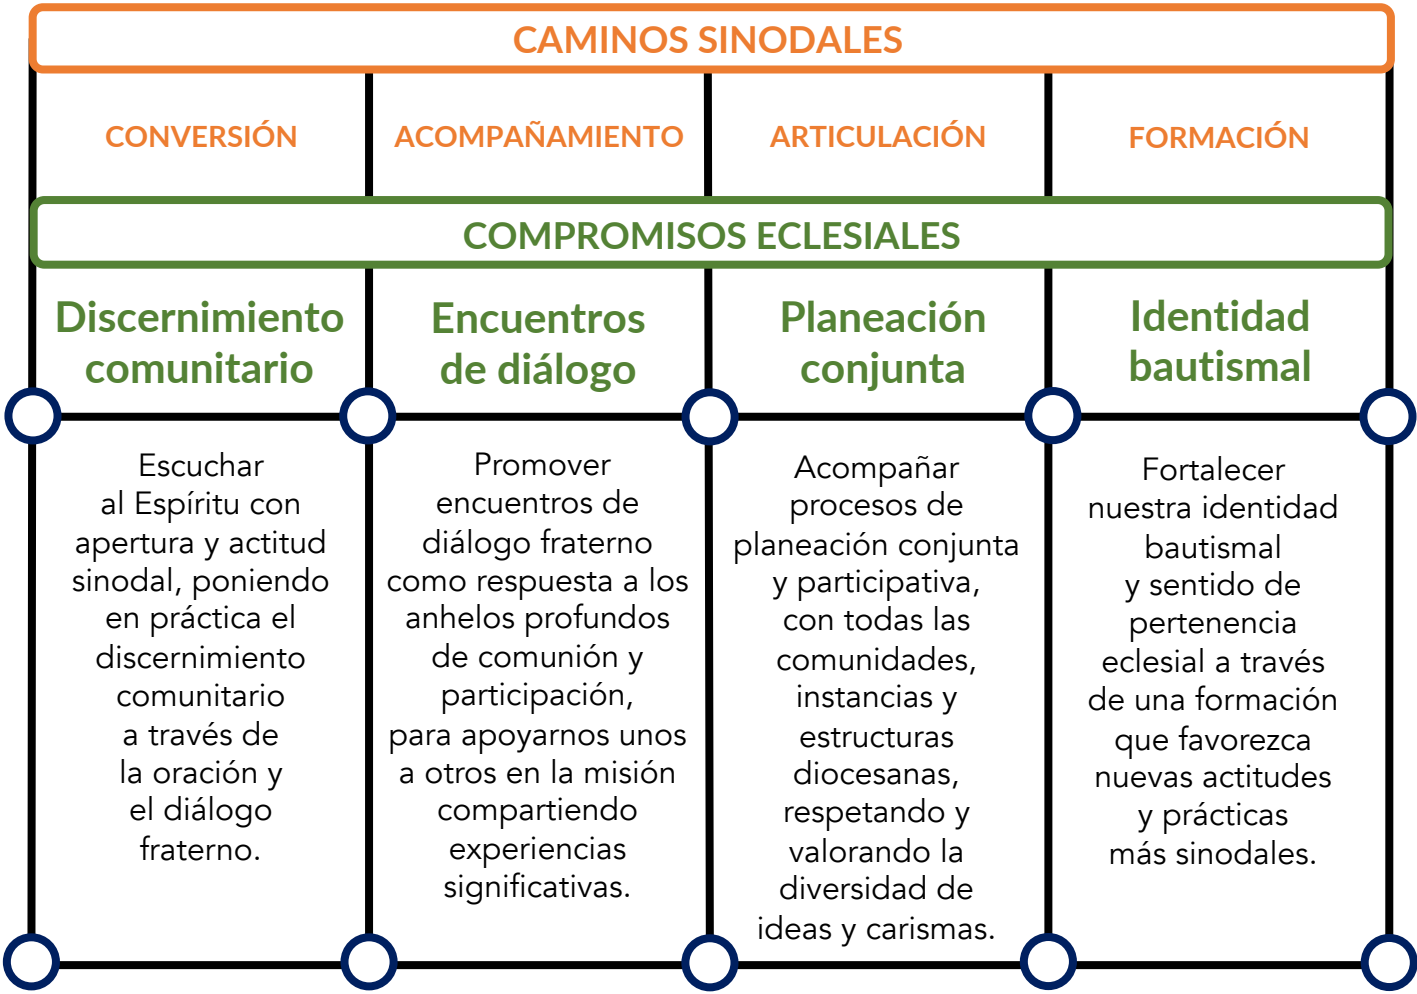 CAMINOS SINODALES
CONVERSIÓN
ACOMPAÑAMIENTO
ARTICULACIÓN
FORMACIÓN
COMPROMISOS ECLESIALES
Discernimiento
comunitario
Encuentros
de diálogo
Planeación
conjunta
Identidad
bautismal
Escuchar
al Espíritu con
apertura y actitud
sinodal, poniendo
en práctica el
discernimiento
comunitario
a través de
la oración y
el diálogo
fraterno.
Promover
encuentros de
diálogo fraterno
como respuesta a los
anhelos profundos
de comunión y
participación,
para apoyarnos unos
a otros en la misión
compartiendo
experiencias
significativas.
Acompañar
procesos de
planeación conjunta
y participativa,
con todas las
comunidades,
instancias y
estructuras
diocesanas,
respetando y
valorando la
diversidad de
ideas y carismas.
Fortalecer
nuestra identidad
bautismal
y sentido de
pertenencia
eclesial a través
de una formación
que favorezca
nuevas actitudes
y prácticas
más sinodales.